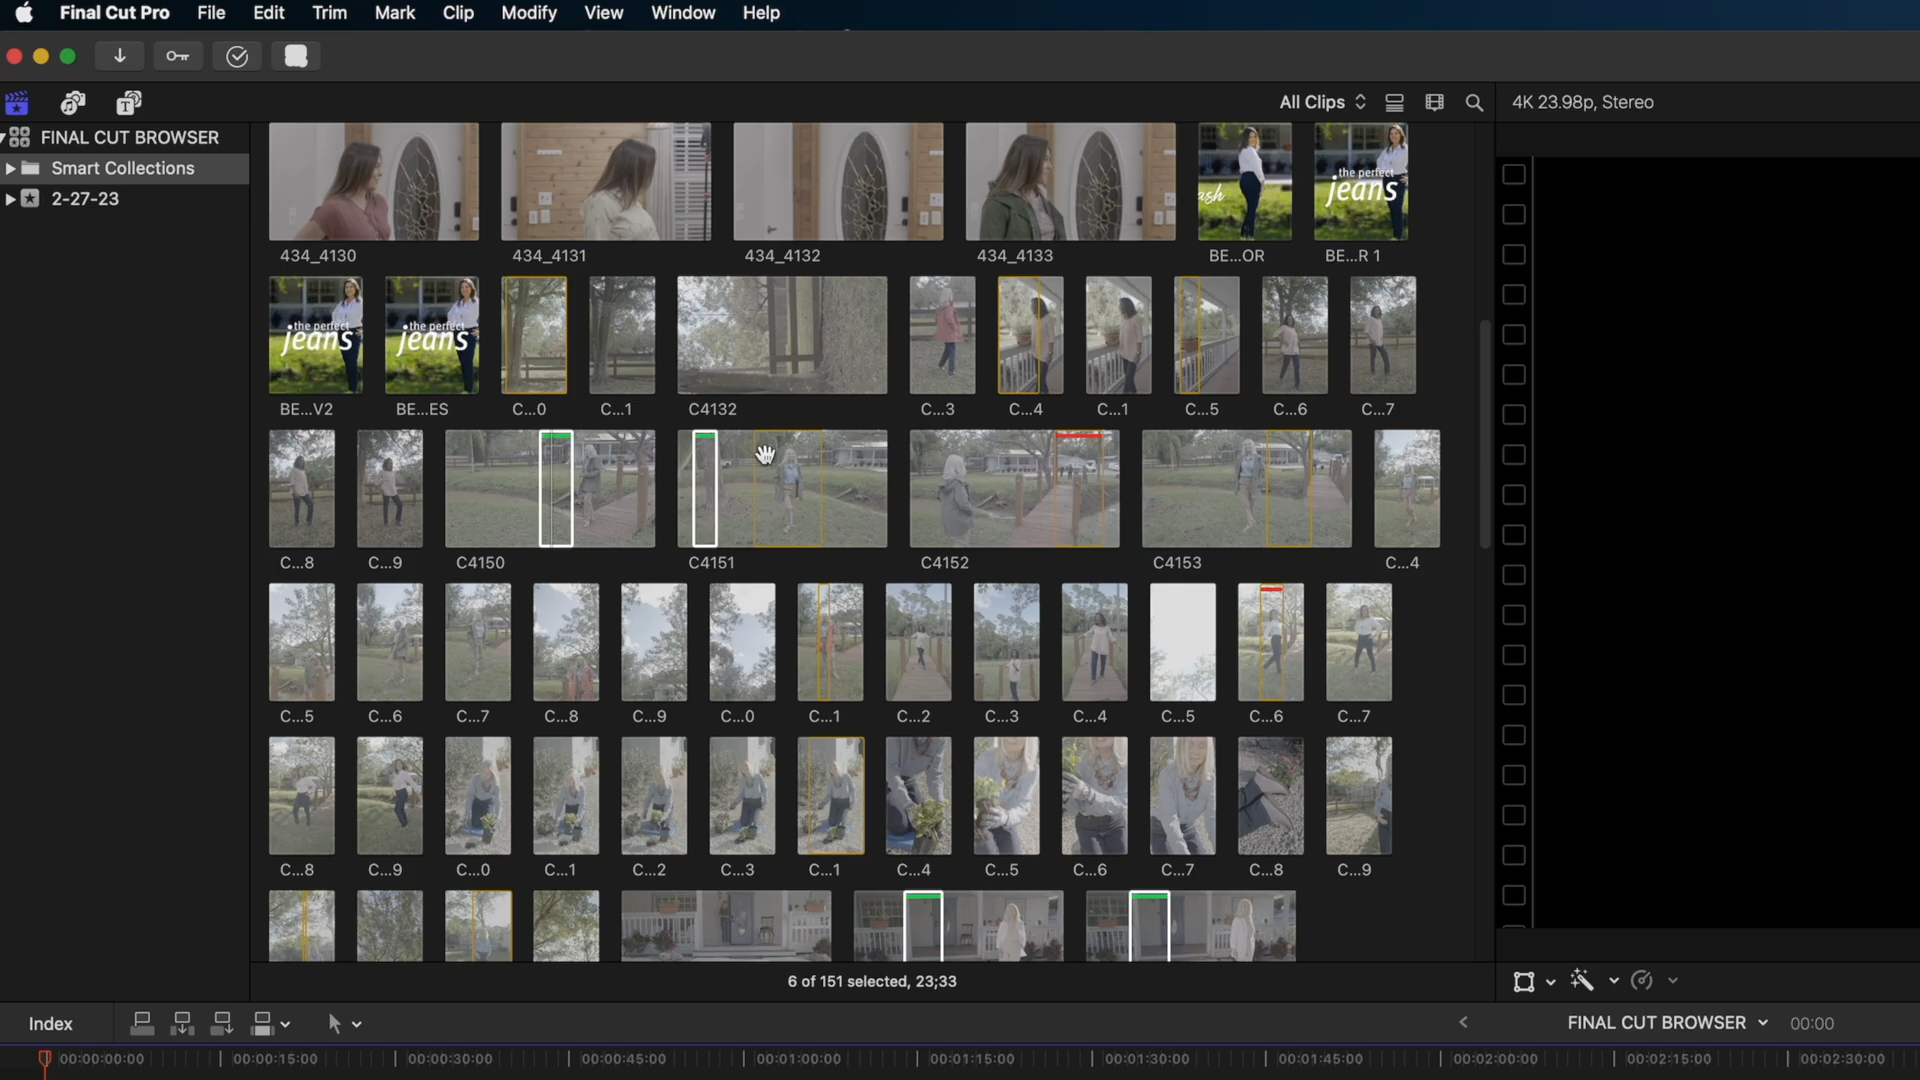 Final Cut Pro File Edit Trim Mark Clip Modify View Window Help
All Clips
4K 23.98p, Stereo
FINAL CUT BROWSER
Smart Collections
2-27-23
ash
the perfect
jeans
434_4130 434_4131 434_4132 434_4133 BE...OR BE...R 1
the perfect
jeans
the perfect
jeans
BE...V2 BE...ES C...0 C...1 C4132 C...3 C...4 C...1 C...5 C...6 C...7
C...8 C...9 C4150 C4151 C4152 C4153 C...4
C...5 C...6 C...7 C...8 C...9 C...0 C...1 C...2 C...3 C...4 C...5 C...6 C...7
C...8 C...9 C...0 C...1 C...2 C...3 C...1 C...4 C...5 C...6 C...7 C...8 C...9
6 of 151 selected, 23;33
Index
FINAL CUT BROWSER 00:00
00:00:00:00 00:00:15:00 00:00:30:00 00:00:45:00 00:01:00:00 00:01:15:00 00:01:30:00 00:01:45:00 00:02:00:00 00:02:15:00 00:02:30:00